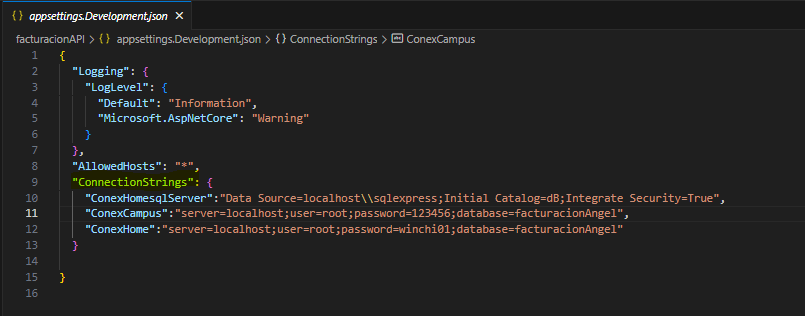 appsettings.Development.json
facturacionAPI > appsettings.Development.json > ConnectionStrings > ConexCampus
1 {
2 "Logging": {
3 "LogLevel": {
4 "Default": "Information",
5 "Microsoft.AspNetCore": "Warning"
6 }
7 },
8 "AllowedHosts": "*",
9 "ConnectionStrings": {
10 "ConexHomesqlServer":"Data Source=localhost\\sqlexpress;Initial Catalog=dB;Integrate Security=True",
11 "ConexCampus":"server=localhost;user=root;password=123456;database=facturacionAngel",
12 "ConexHome":"server=localhost;user=root;password=winchi01;database=facturacionAngel"
13 }
14
15 }
16